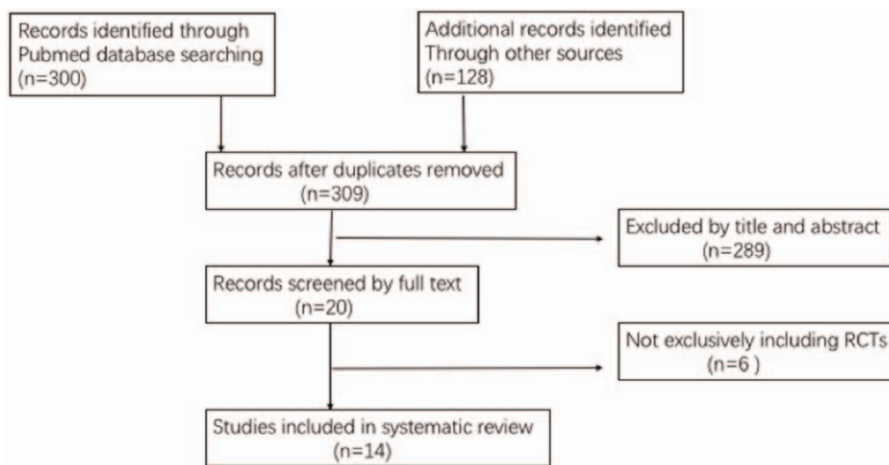 Records identified through
Pubmed database searching
(n=300)
Additional records identified
Through other sources
(n=128)
Records after duplicates removed
(n=309)
Excluded by title and abstract
(n=289)
Records screened by full text
(n=20)
Not exclusively including RCTs
(n=6 )
Studies included in systematic review
(n=14)